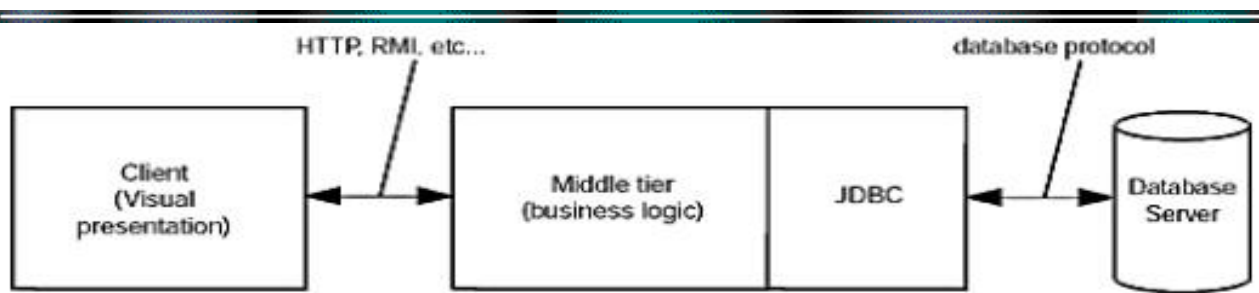 HTTP, RMI, etc...
database protocol
Client
(Visual
presentation)
Middle tier
(business logic)
JDBC
Database
Server